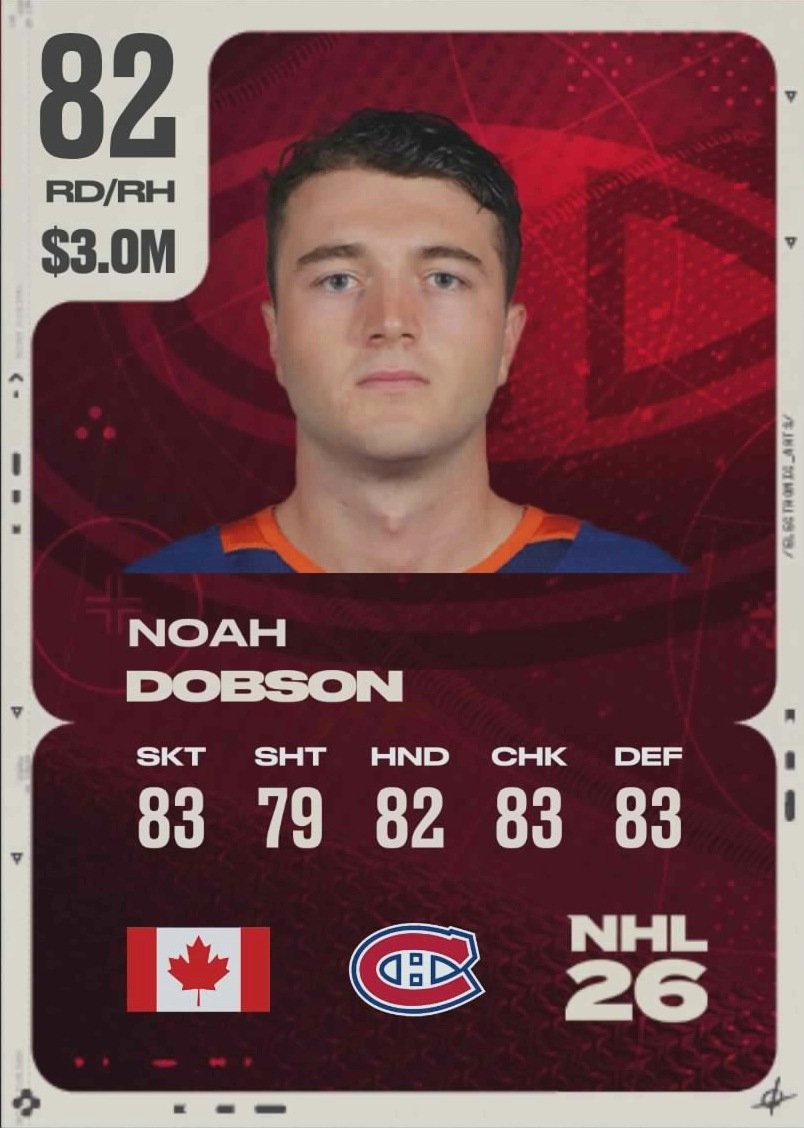 82
RD/RH
$3.0M
NOAH
DOBSON
SKT SHT HND CHK DEF
83 79 82 83 83
NHL
26